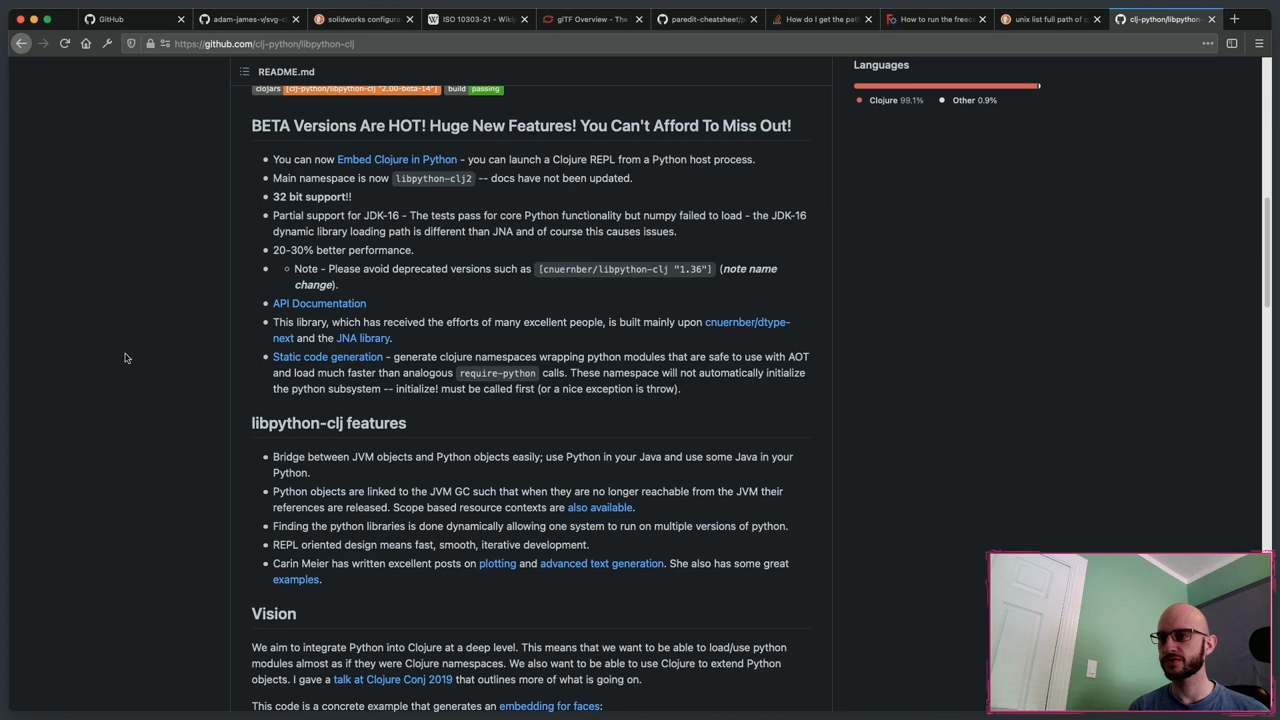 GitHub
adam-james-v/svg-c
solidworks configura
ISO 10303-21 - Wiki
glTF Overview - The
paredit-cheatsheet/p
How do I get the pat
How to run the freec
unix list full path of
clj-python/libpython-
https://github.com/clj-python/libpython-clj
README.md
clojars [clj-python/libpython-clj "2.00-beta-14"] build passing
BETA Versions Are HOT! Huge New Features! You Can't Afford To Miss Out!
You can now Embed Clojure in Python - you can launch a Clojure REPL from a Python host process.
Main namespace is now libpython-clj2 -- docs have not been updated.
32 bit support!!
Partial support for JDK-16 - The tests pass for core Python functionality but numpy failed to load - the JDK-16
dynamic library loading path is different than JNA and of course this causes issues.
20-30% better performance.
Note - Please avoid deprecated versions such as [cnuernber/libpython-clj "1.36"] (note name
change).
API Documentation
This library, which has received the efforts of many excellent people, is built mainly upon cnuernber/dtype-
next and the JNA library.
Static code generation - generate clojure namespaces wrapping python modules that are safe to use with AOT
and load much faster than analogous require-python calls. These namespace will not automatically initialize
the python subsystem -- initialize! must be called first (or a nice exception is throw).
libpython-clj features
Bridge between JVM objects and Python objects easily; use Python in your Java and use some Java in your
Python.
Python objects are linked to the JVM GC such that when they are no longer reachable from the JVM their
references are released. Scope based resource contexts are also available.
Finding the python libraries is done dynamically allowing one system to run on multiple versions of python.
REPL oriented design means fast, smooth, iterative development.
Carin Meier has written excellent posts on plotting and advanced text generation. She also has some great
examples.
Vision
We aim to integrate Python into Clojure at a deep level. This means that we want to be able to load/use python
modules almost as if they were Clojure namespaces. We also want to be able to use Clojure to extend Python
objects. I gave a talk at Clojure Conj 2019 that outlines more of what is going on.
This code is a concrete example that generates an embedding for faces:
Languages
Clojure 99.1% Other 0.9%